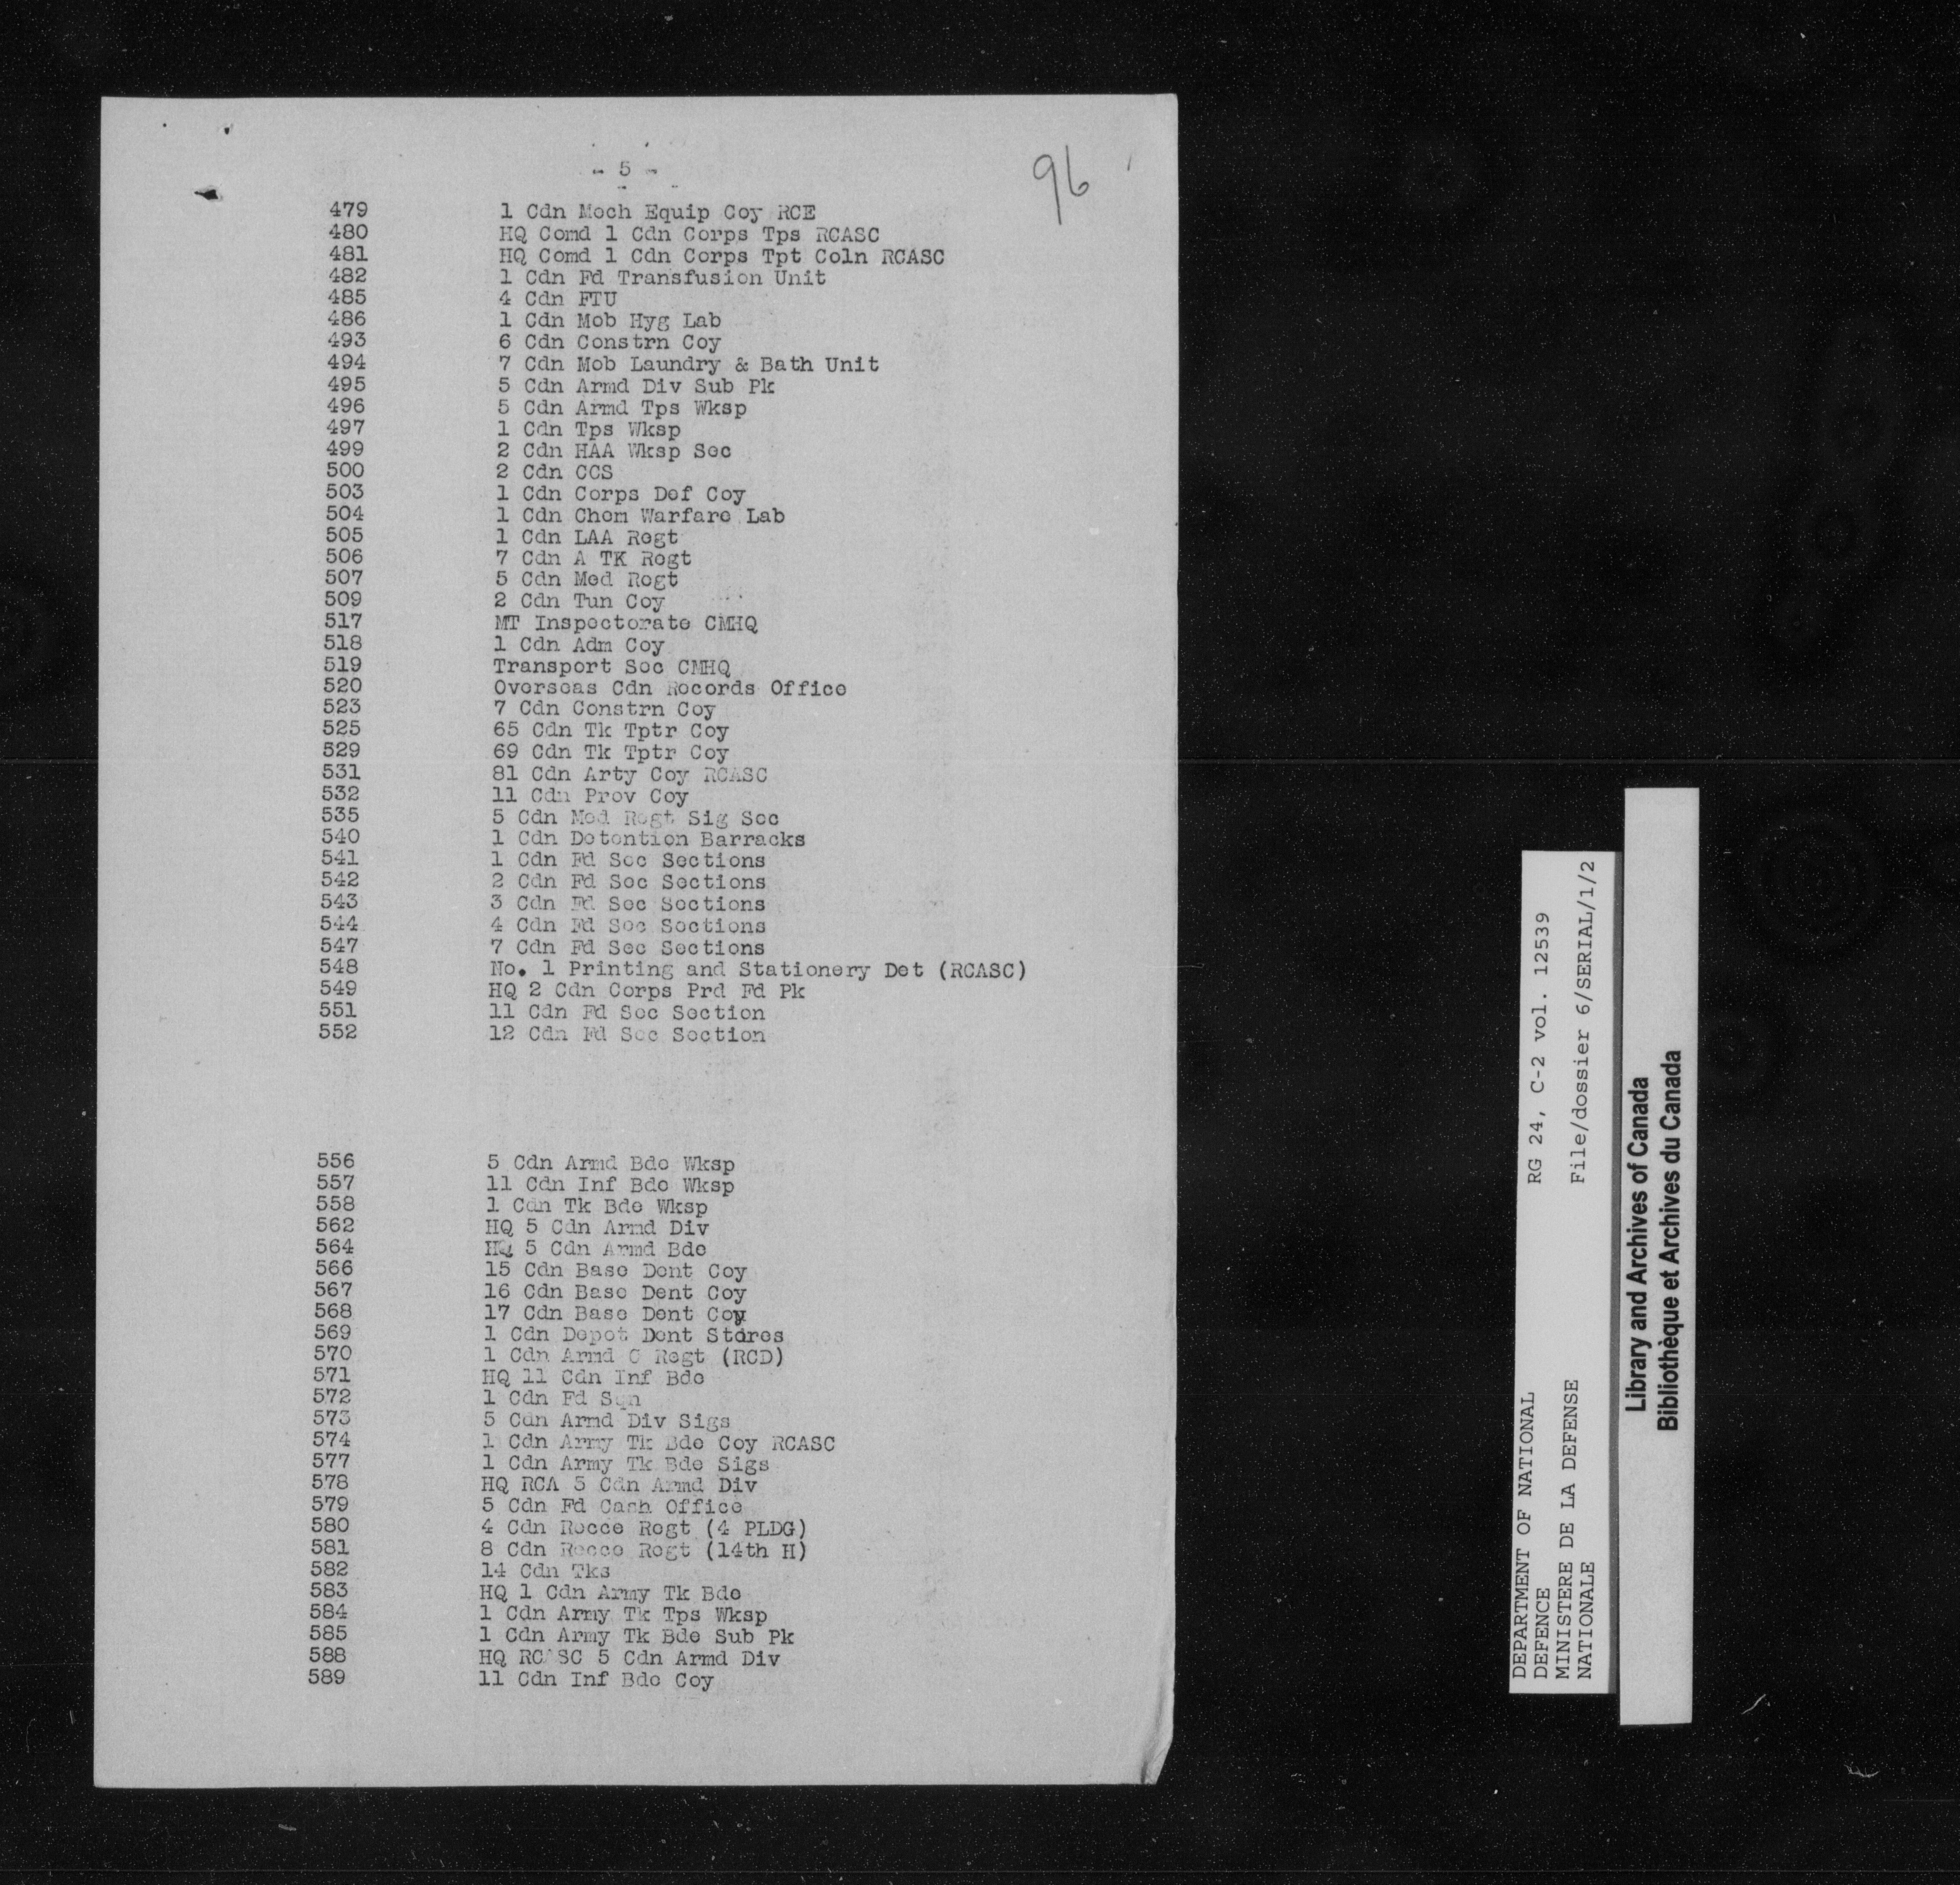 - 5 -
96
479 1 Cdn Mech Equip Coy RCE
480 HQ Comd 1 Cdn Corps Tps RCASC
481 HQ Comd 1 Cdn Corps Tpt Coln RCASC
482 1 Cdn Fd Transfusion Unit
485 4 Cdn FTU
486 1 Cdn Mob Hyg Lab
493 6 Cdn Constrn Coy
494 7 Cdn Mob Laundry & Bath Unit
495 5 Cdn Armd Div Sub Pk
496 5 Cdn Armd Tps Wksp
497 1 Cdn Tps Wksp
499 2 Cdn HAA Wksp Sec
500 2 Cdn CCS
503 1 Cdn Corps Def Coy
504 1 Cdn Chem Warfare Lab
505 1 Cdn LAA Regt
506 7 Cdn A TK Regt
507 5 Cdn Med Regt
509 2 Cdn Tun Coy
517 MT Inspectorate CMHQ
518 1 Cdn Adm Coy
519 Transport Sec CMHQ
520 Overseas Cdn Records Office
523 7 Cdn Constrn Coy
525 65 Cdn Tk Tptr Coy
529 69 Cdn Tk Tptr Coy
531 81 Cdn Arty Coy RCASC
532 11 Cdn Prov Coy
535 5 Cdn Med Regt Sig Sec
540 1 Cdn Detention Barracks
541 1 Cdn Fd Sec Sections
542 2 Cdn Fd Sec Sections
543 3 Cdn Fd Sec Sections
544 4 Cdn Fd Sec Sections
547 7 Cdn Fd Sec Sections
548 No. 1 Printing and Stationery Det (RCASC)
549 HQ 2 Cdn Corps Prd Fd Pk
551 11 Cdn Fd Sec Section
552 12 Cdn Fd Sec Section
556 5 Cdn Armd Bde Wksp
557 11 Cdn Inf Bde Wksp
558 1 Cdn Tk Bde Wksp
562 HQ 5 Cdn Armd Div
564 HQ 5 Cdn Armd Bde
566 15 Cdn Base Dent Coy
567 16 Cdn Base Dent Coy
568 17 Cdn Base Dent Coy
569 1 Cdn Depot Dent Stores
570 1 Cdn Armd C Regt (RCD)
571 HQ 11 Cdn Inf Bde
572 1 Cdn Fd Sqn
573 5 Cdn Armd Div Sigs
574 1 Cdn Army Tk Bde Coy RCASC
577 1 Cdn Army Tk Bde Sigs
578 HQ RCA 5 Cdn Armd Div
579 5 Cdn Fd Cash Office
580 4 Cdn Recce Regt (4 PLDG)
581 8 Cdn Recce Regt (14th H)
582 14 Cdn Tks
583 HQ 1 Cdn Army Tk Bde
584 1 Cdn Army Tk Tps Wksp
585 1 Cdn Army Tk Bde Sub Pk
588 HQ RCASC 5 Cdn Armd Div
589 11 Cdn Inf Bde Coy
DEPARTMENT OF NATIONAL RG 24, C-2 vol. 12539
DEFENCE
MINISTERE DE LA DEFENSE File/dossier 6/SERIAL/1/2
NATIONALE
Library and Archives of Canada
Bibliothèque et Archives du Canada